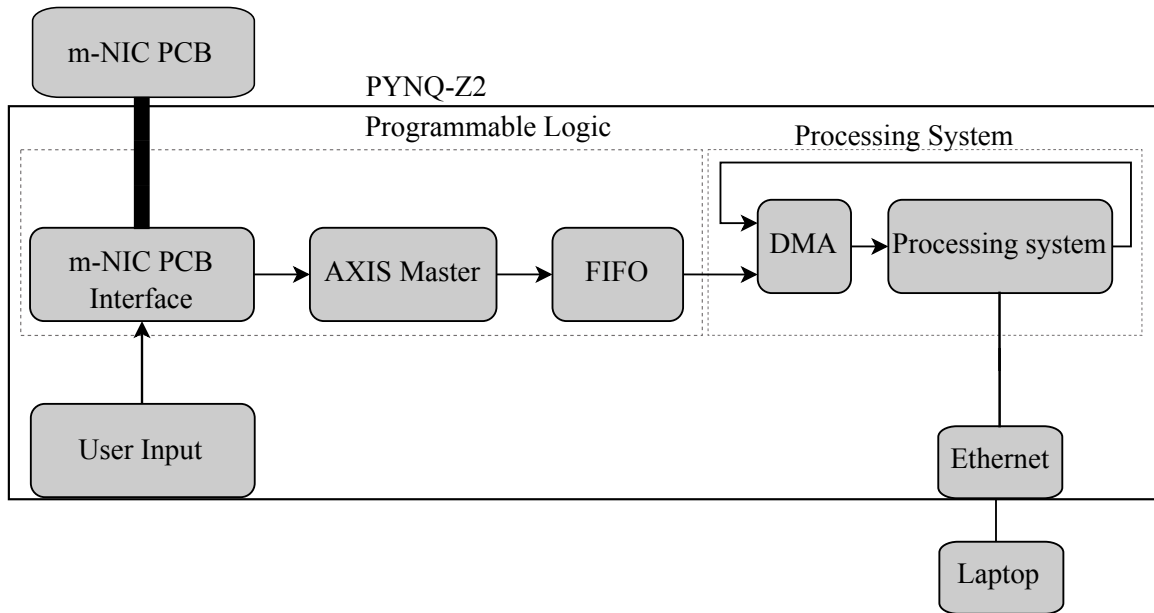 m-NIC PCB
PYNQ-Z2
Programmable Logic
Processing System
m-NIC PCB
Interface
AXIS Master
FIFO
DMA
Processing system
User Input
Ethernet
Laptop